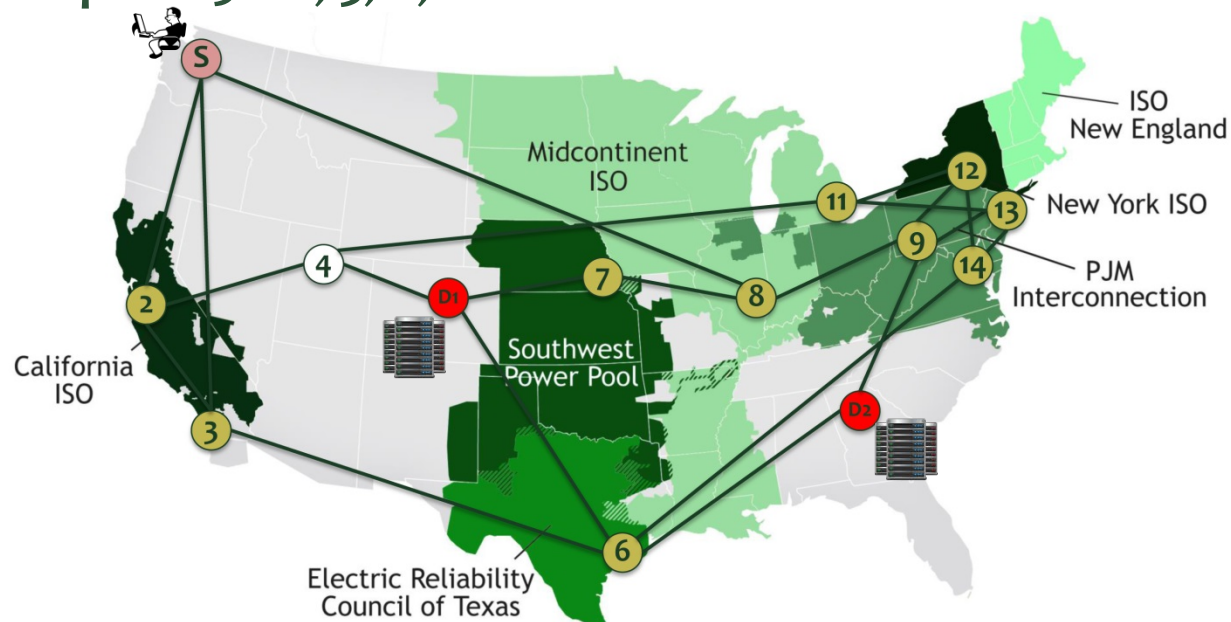 S
ISO
New England
Midcontinent
ISO
12
11
13
New York ISO
9
4
14
7
PJM
Interconnection
8
D1
2
Southwest
Power Pool
California
ISO
D2
3
6
Electric Reliability
Council of Texas